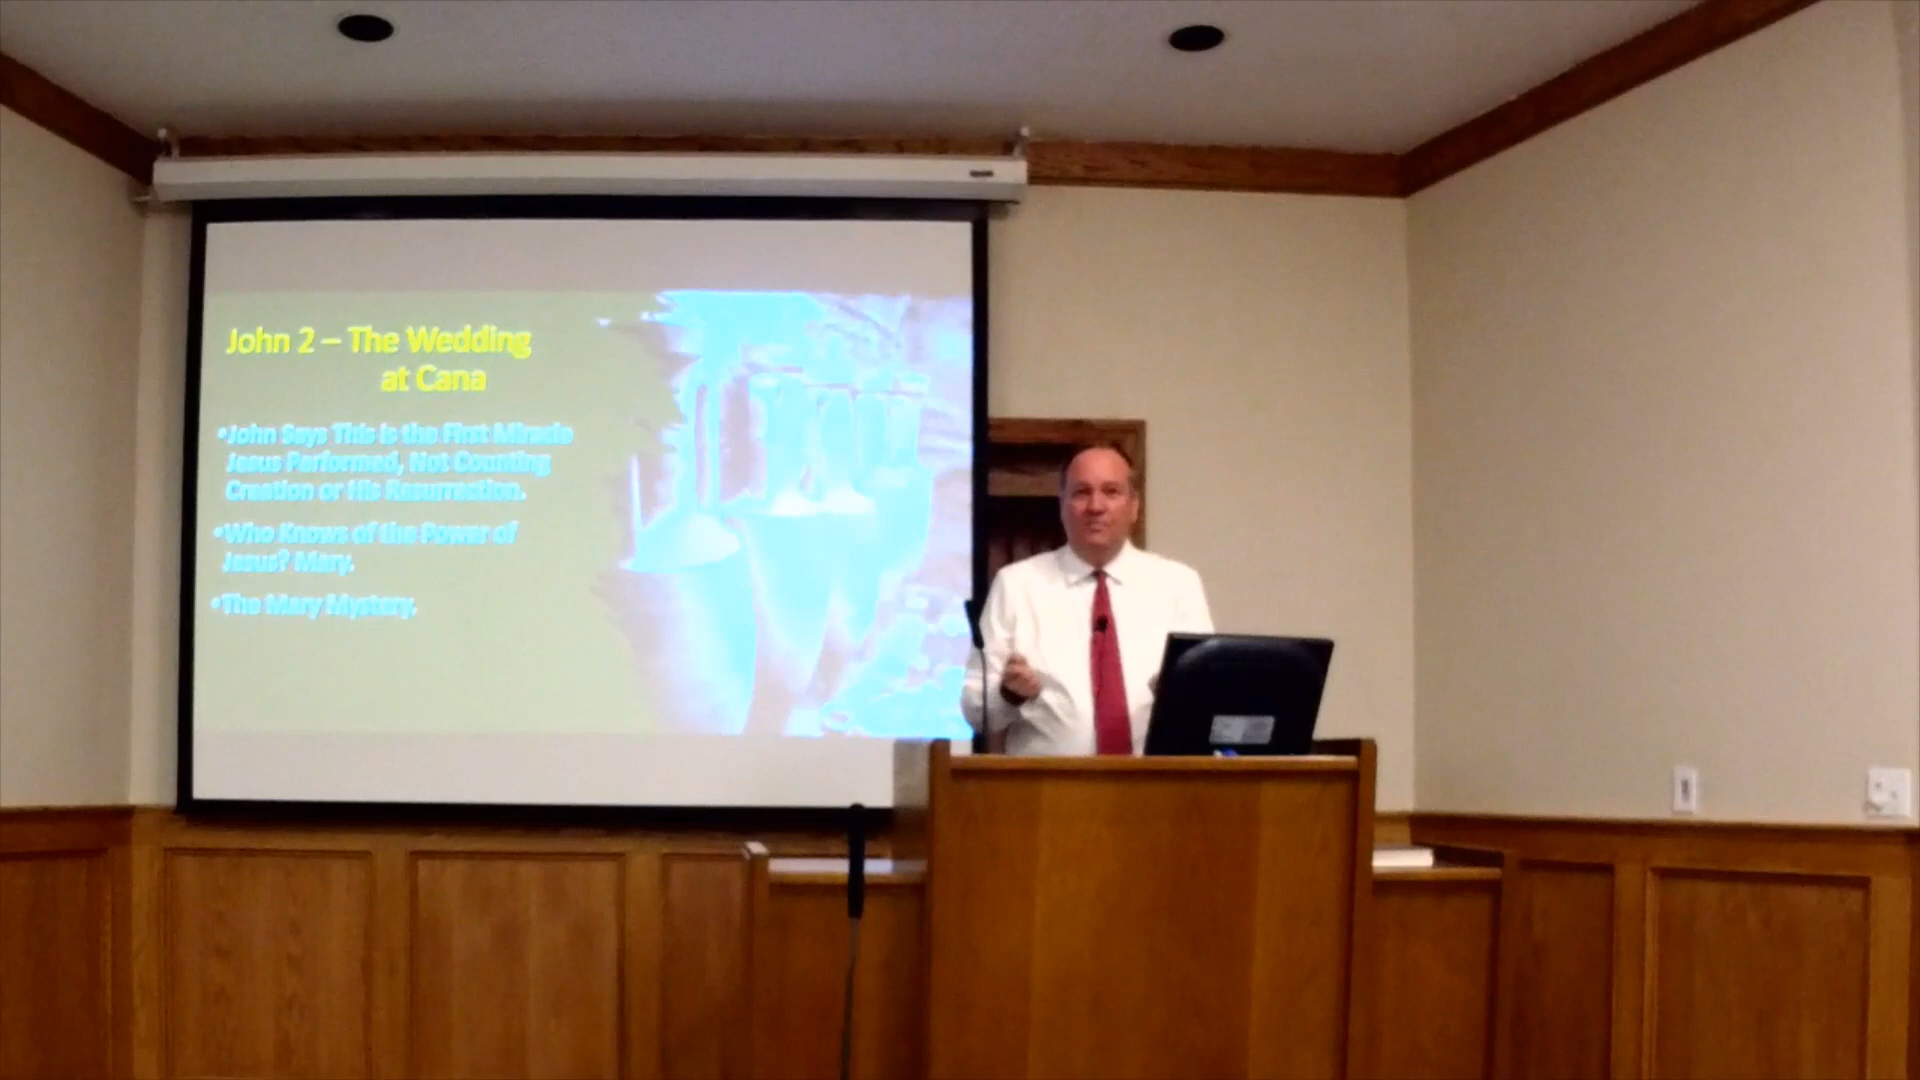 John 2 – The Wedding
at Cana
•John Says This is the First Miracle
Jesus Performed, Not Counting
Creation or His Resurrection.
•Who Knows of the Power of
Jesus? Mary.
•The Mary Mystery.